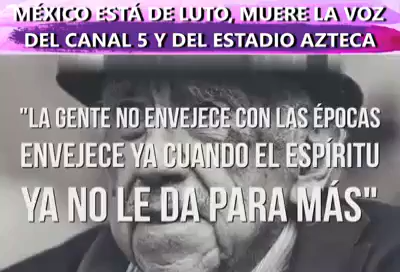 MÉXICO ESTÁ DE LUTO, MUERE LA VOZ
DEL CANAL 5 Y DEL ESTADIO AZTECA
"LA GENTE NO ENVEJECE CON LAS ÉPOCAS
ENVEJECE YA CUANDO EL ESPÍRITU
YA NO LE DA PARA MÁS"